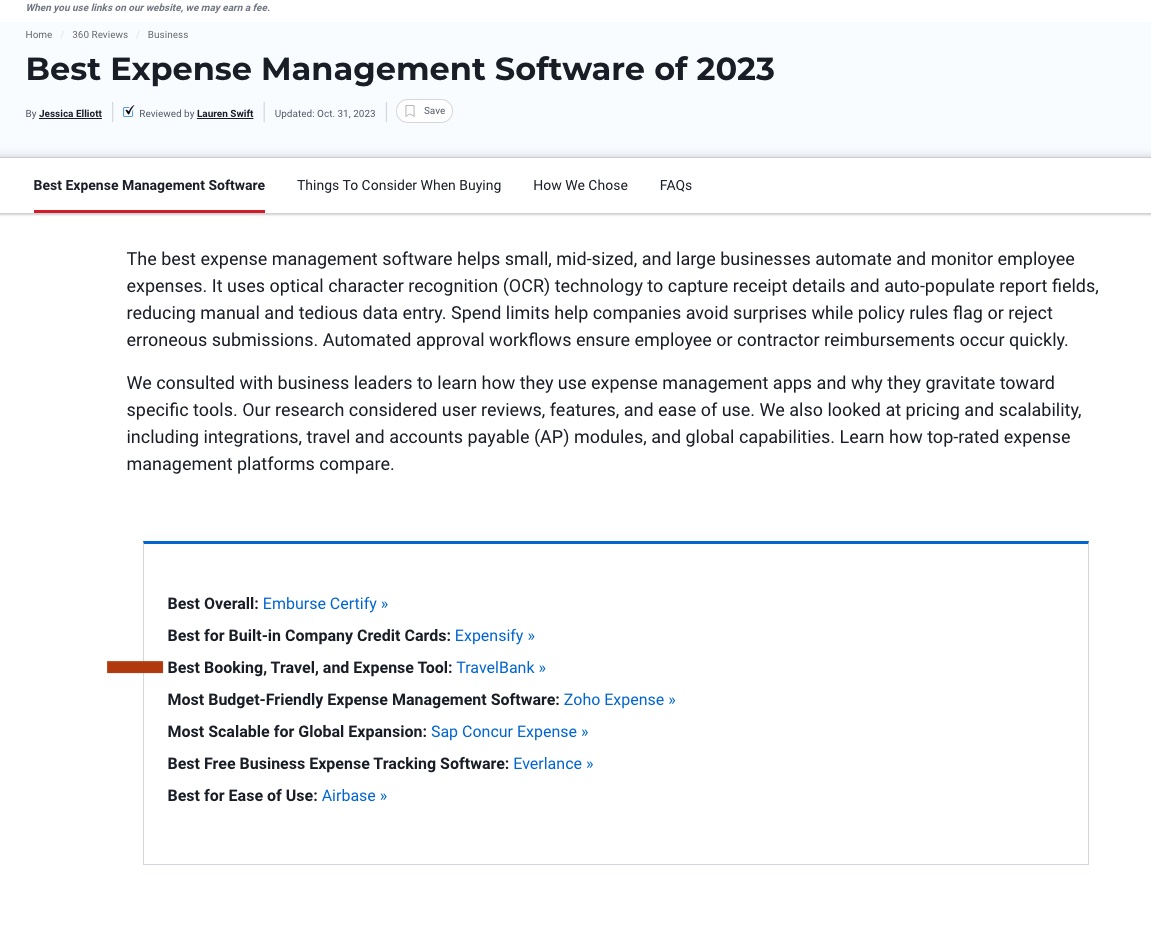 When you use links on our website, we may earn a fee.
Home / 360 Reviews / Business
Best Expense Management Software of 2023
By Jessica Elliott | Reviewed by Lauren Swift | Updated: Oct. 31, 2023 | Save
Best Expense Management Software Things To Consider When Buying How We Chose FAQs
The best expense management software helps small, mid-sized, and large businesses automate and monitor employee
expenses. It uses optical character recognition (OCR) technology to capture receipt details and auto-populate report fields,
reducing manual and tedious data entry. Spend limits help companies avoid surprises while policy rules flag or reject
erroneous submissions. Automated approval workflows ensure employee or contractor reimbursements occur quickly.
We consulted with business leaders to learn how they use expense management apps and why they gravitate toward
specific tools. Our research considered user reviews, features, and ease of use. We also looked at pricing and scalability,
including integrations, travel and accounts payable (AP) modules, and global capabilities. Learn how top-rated expense
management platforms compare.
Best Overall: Emburse Certify »
Best for Built-in Company Credit Cards: Expensify »
Best Booking, Travel, and Expense Tool: TravelBank »
Most Budget-Friendly Expense Management Software: Zoho Expense »
Most Scalable for Global Expansion: Sap Concur Expense »
Best Free Business Expense Tracking Software: Everlance »
Best for Ease of Use: Airbase »